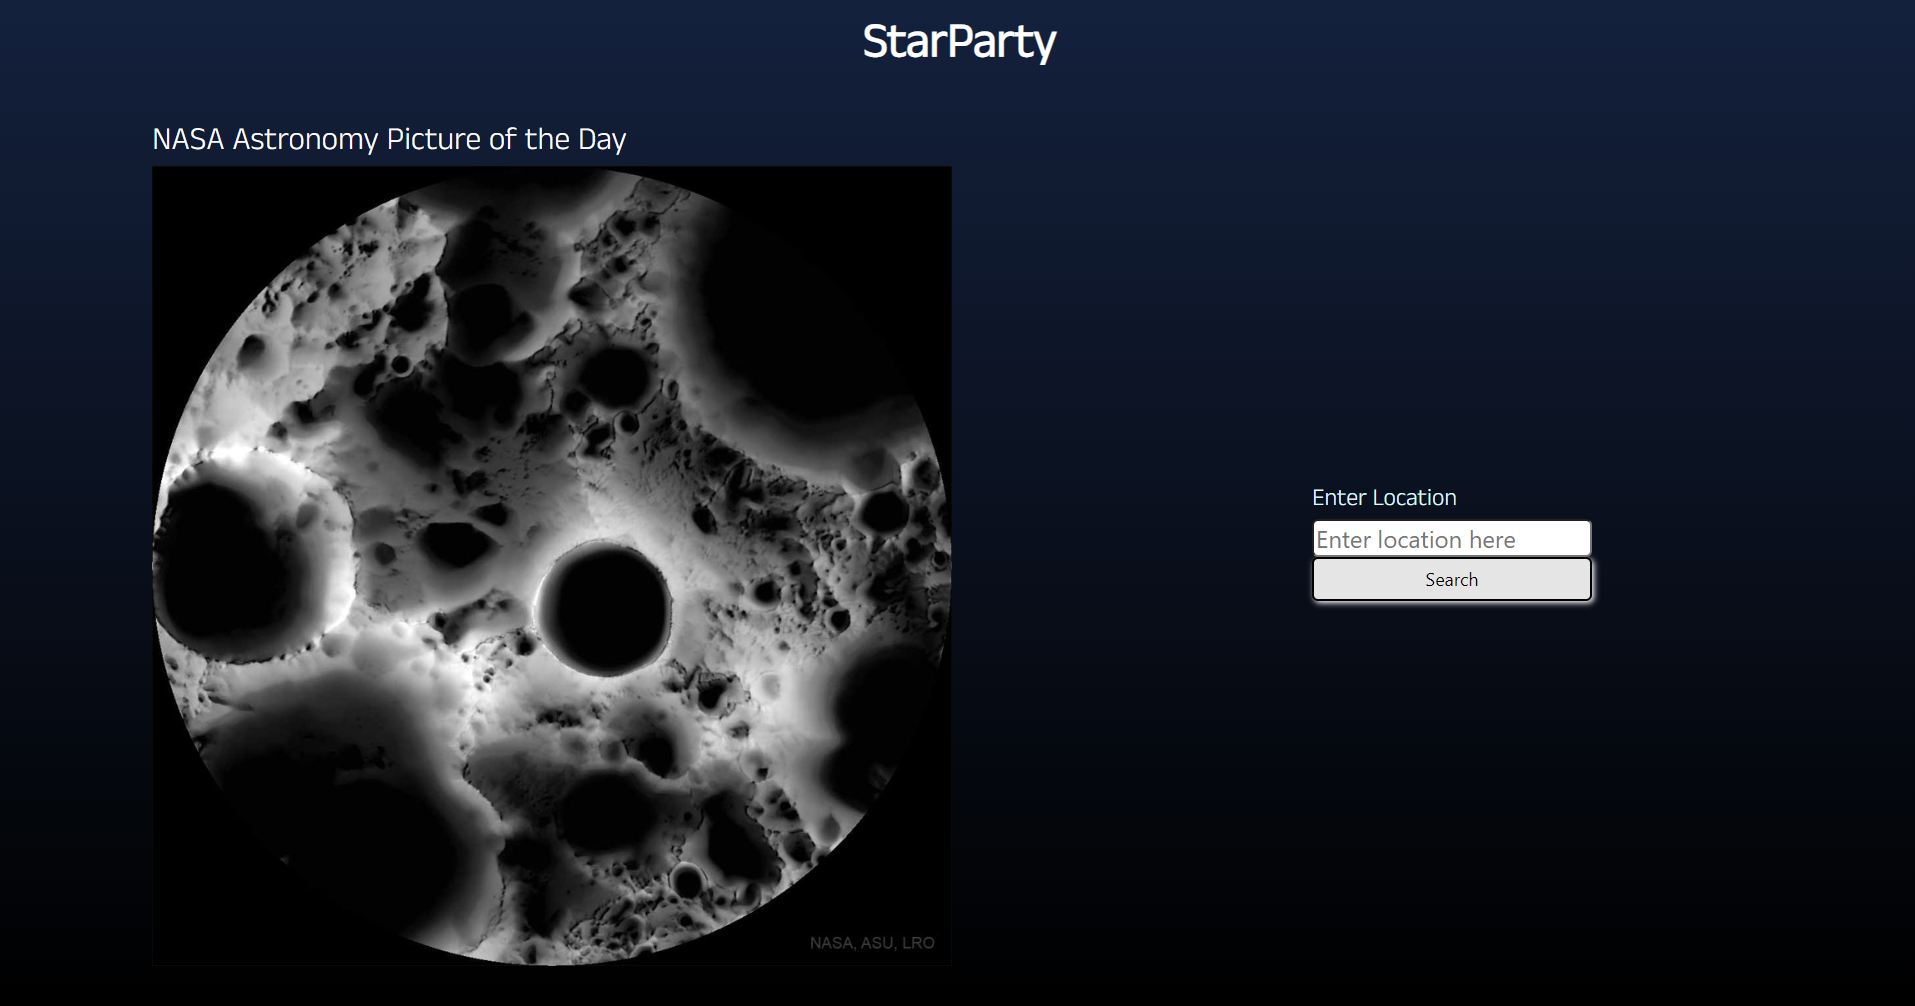 StarParty
NASA Astronomy Picture of the Day
NASA, ASU, LRO
Enter Location
Enter location here
Search